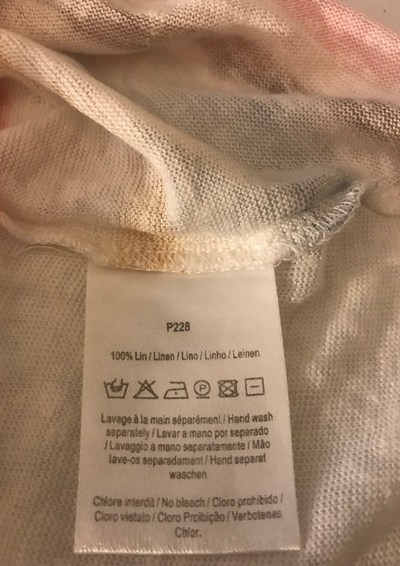 P228
100% Lin / Linen / Lino / Linho / Leinen
P
Lavage à la main séparément / Hand wash
separately / Lavar a mano por separado
/ Lavaggio a mano separatamente / Mão
lave-os separadament / Hand separat
waschen
Chlore interdit / No bleach / Cloro prohibido /
Cloro vietato / Cloro Proibição / Verbotenes
Chlor.